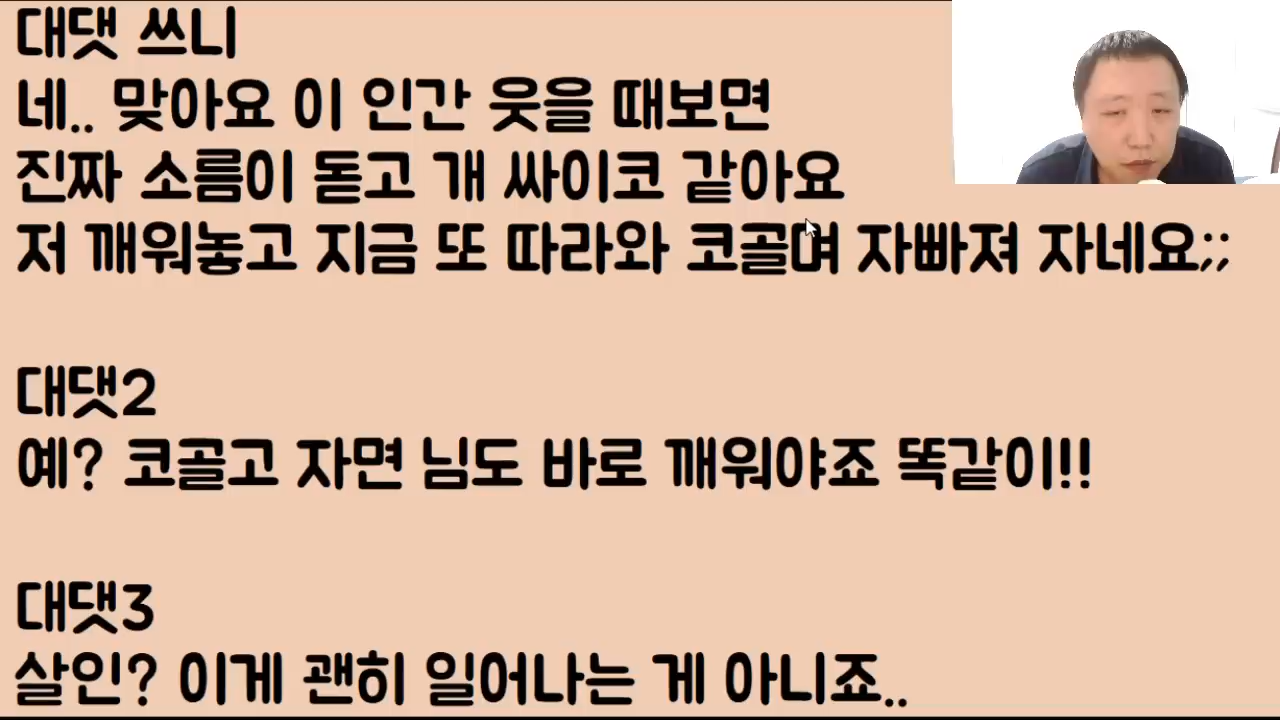 대댓 쓰니
네.. 맞아요 이 인간 웃을 때보면
진짜 소름이 돋고 개 싸이코 같아요
저 깨워놓고 지금 또 따라와 코골며 자빠져 자네요;;
대댓2
예? 코골고 자면 님도 바로 깨워야죠 똑같이!!
대댓3
살인? 이게 괜히 일어나는 게 아니죠..